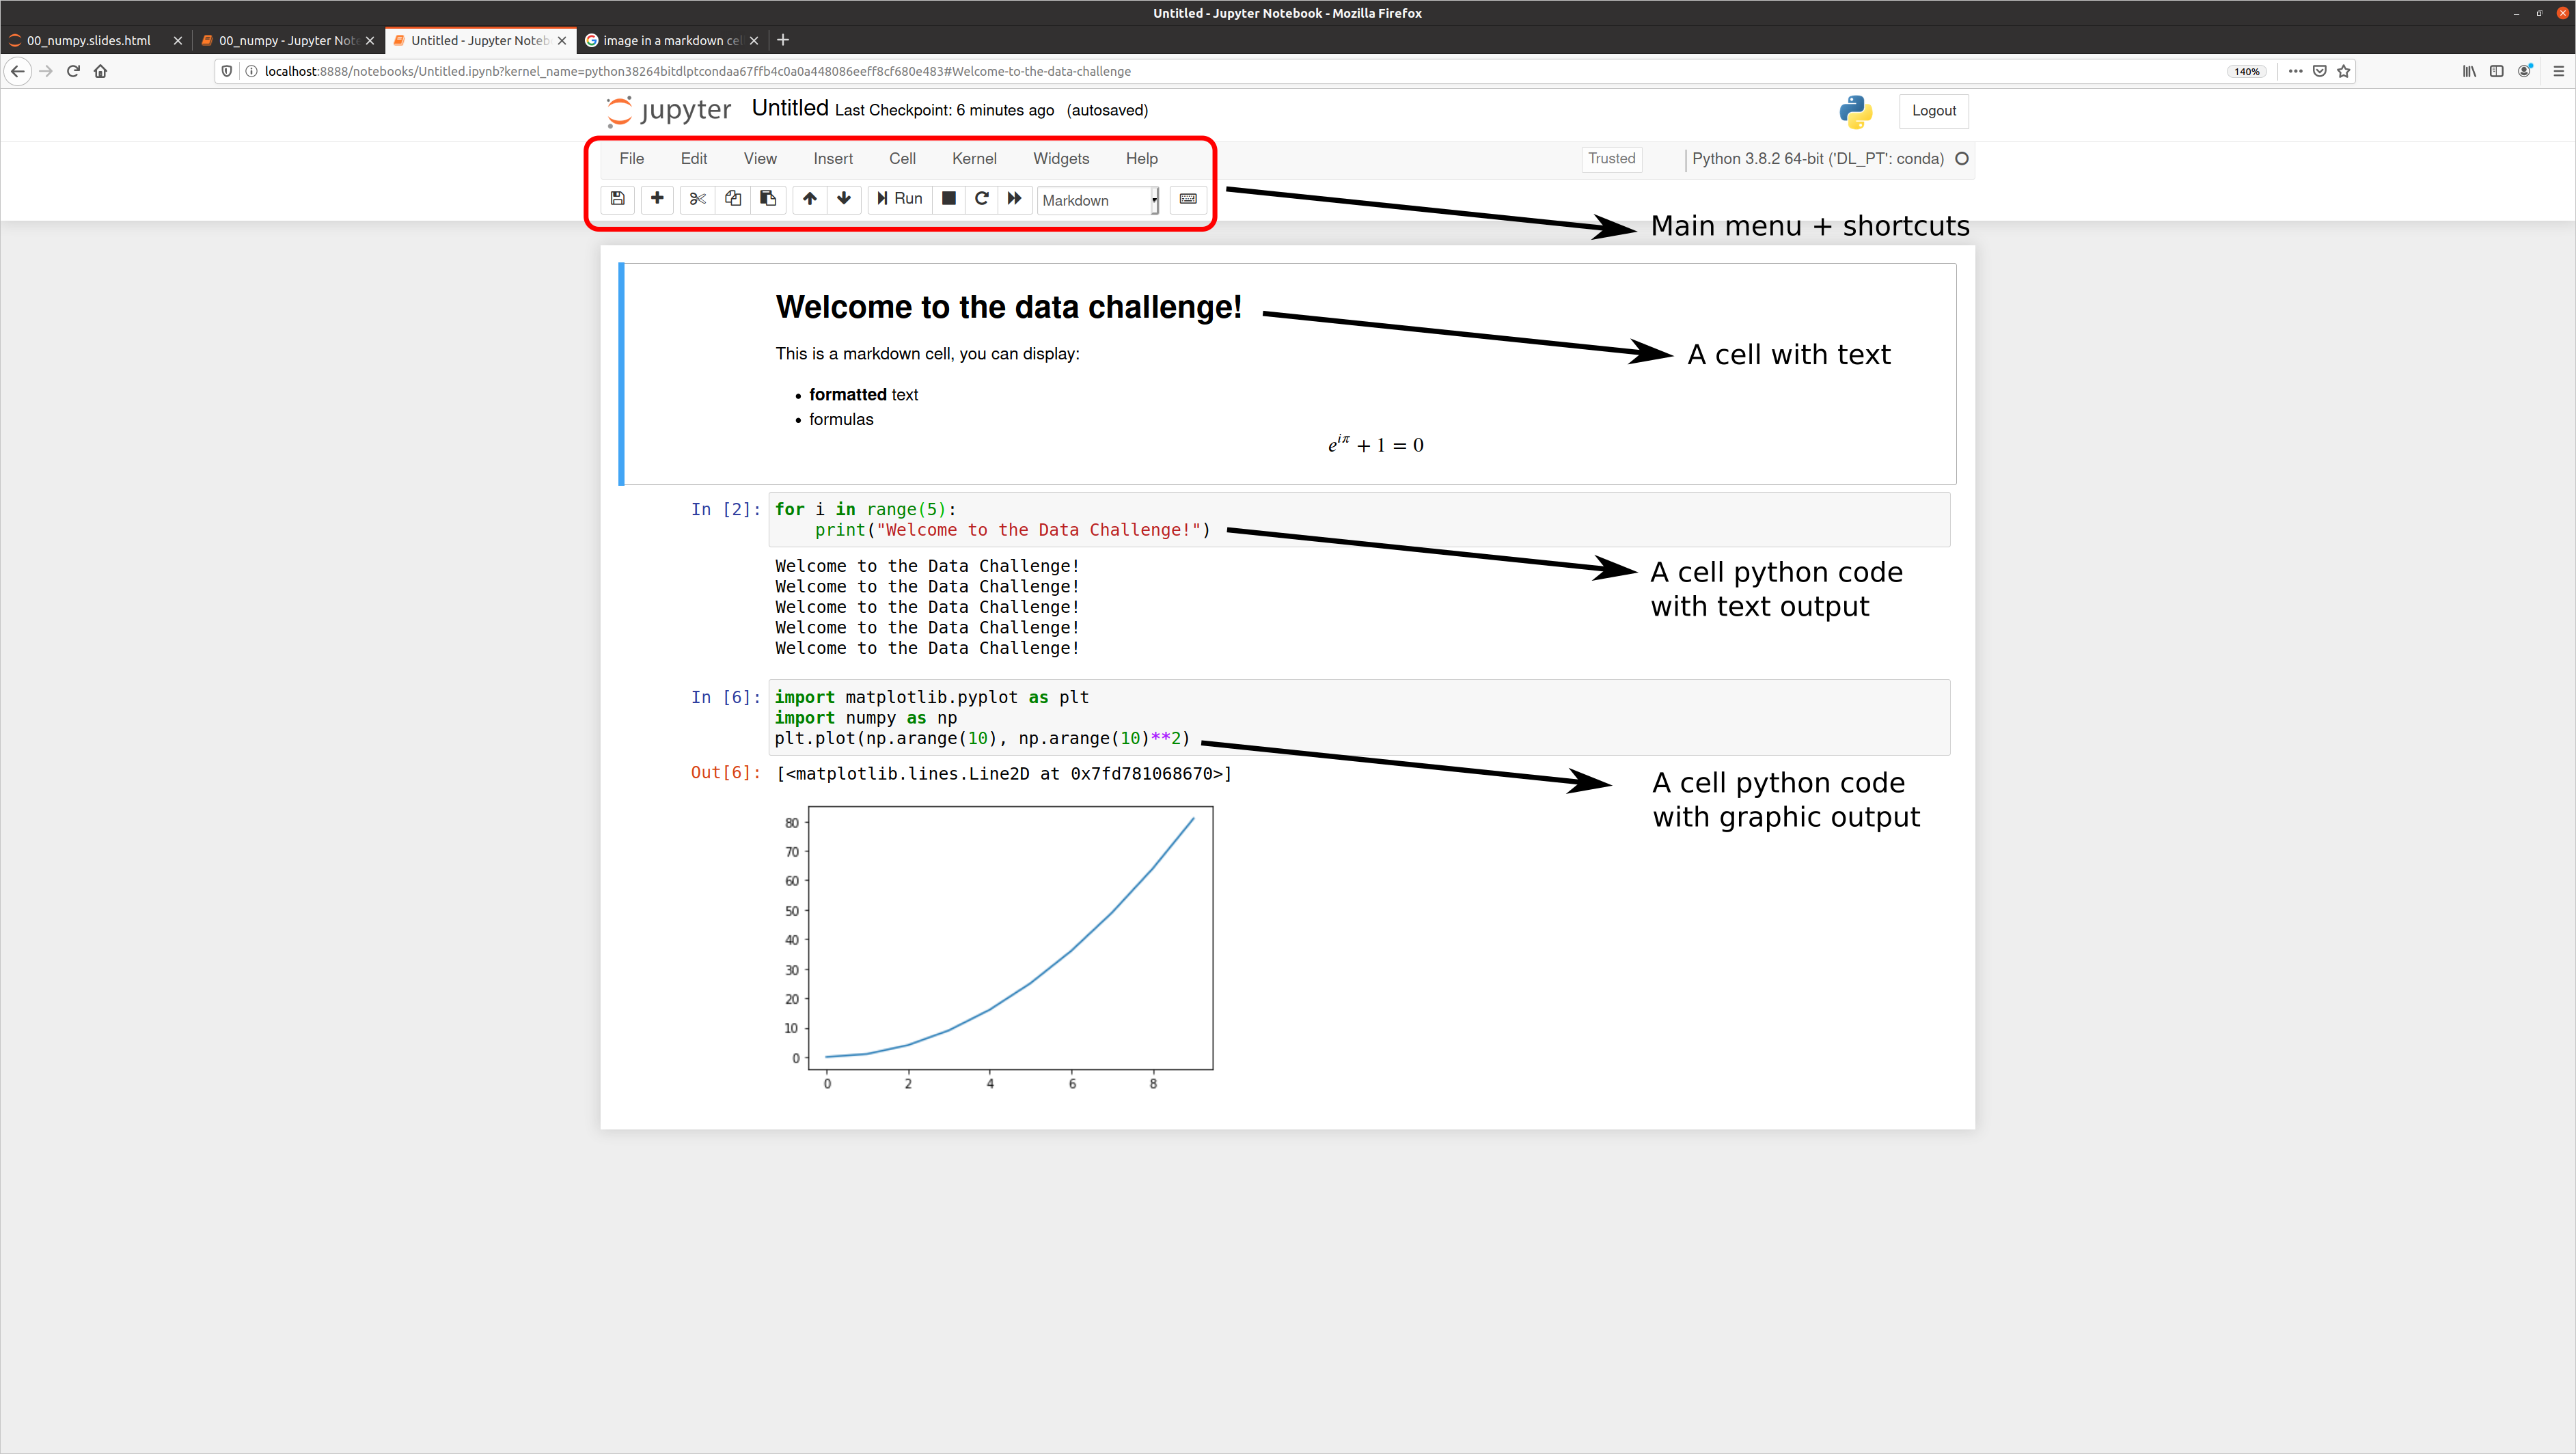 Untitled - Jupyter Notebook - Mozilla Firefox
00_numpy.slides.html
00_numpy - Jupyter Note
Untitled - Jupyter Noteb
image in a markdown ce
localhost:8888/notebooks/Untitled.ipynb?kernel_name=python38264bitdlptcondaa67ffb4c0a0a448086eeff8cf680e483#Welcome-to-the-data-challenge
140%
jupyter Untitled Last Checkpoint: 6 minutes ago (autosaved)
Logout
File Edit View Insert Cell Kernel Widgets Help
Trusted
Python 3.8.2 64-bit ('DL_PT': conda)
Run
Markdown
Main menu + shortcuts
Welcome to the data challenge!
A cell with text
This is a markdown cell, you can display:
• formatted text
• formulas
e^{iπ} + 1 = 0
In [2]: for i in range(5):
print("Welcome to the Data Challenge!")
A cell python code
with text output
Welcome to the Data Challenge!
Welcome to the Data Challenge!
Welcome to the Data Challenge!
Welcome to the Data Challenge!
Welcome to the Data Challenge!
In [6]: import matplotlib.pyplot as plt
import numpy as np
plt.plot(np.arange(10), np.arange(10)**2)
Out[6]: [<matplotlib.lines.Line2D at 0x7fd781068670>]
A cell python code
with graphic output
80
70
60
50
40
30
20
10
0
0 2 4 6 8